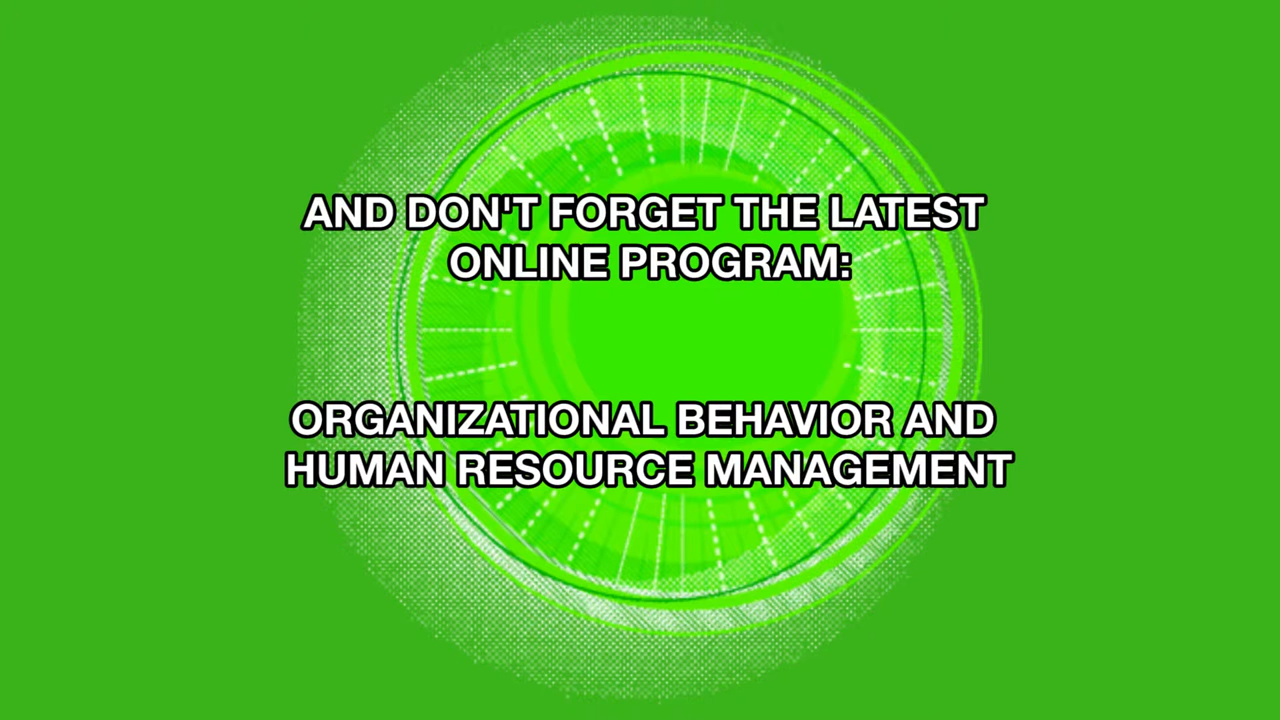 AND DON'T FORGET THE LATEST
ONLINE PROGRAM:
ORGANIZATIONAL BEHAVIOR AND
HUMAN RESOURCE MANAGEMENT